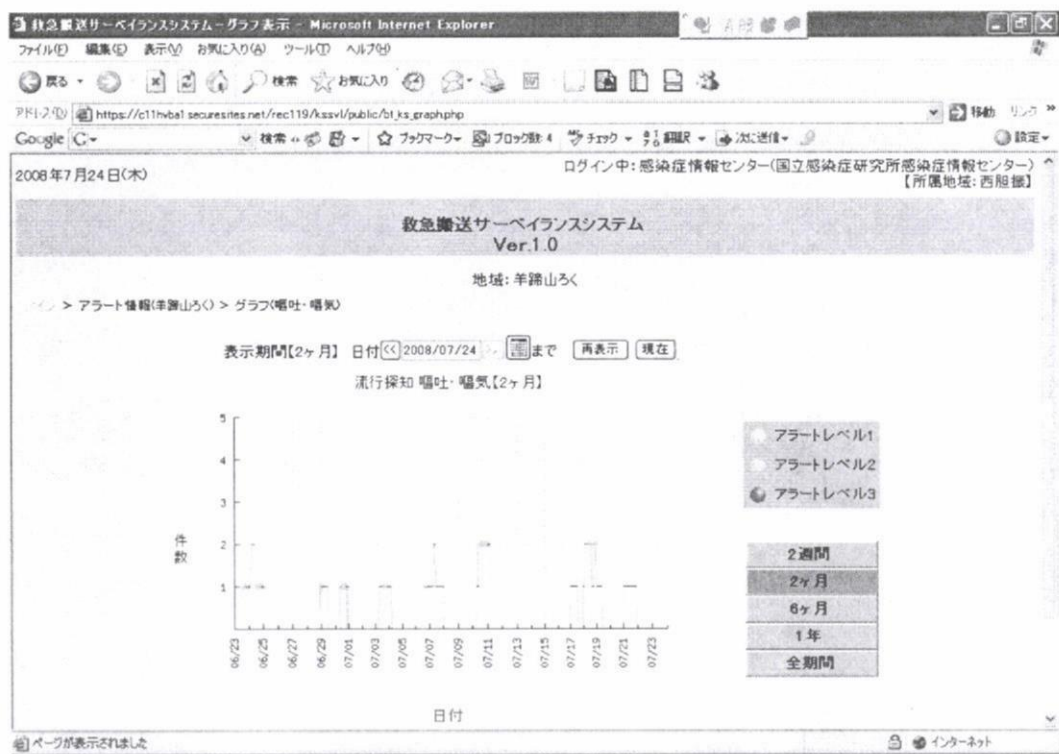 救急搬送サーベイランスシステム - グラフ表示 - Microsoft Internet Explorer
ファイル(F) 編集(E) 表示(V) お気に入り(A) ツール(T) ヘルプ(H)
戻る 検索 お気に入り
アドレス(D) https://c11hvba1.securesites.net/rec119/kssvl/public/bt_ks_graph.php 移動 リンク »
Google G 検索 ブックマーク ブロック数: 4 チェック 翻訳 次に送信 設定
2008年7月24日(木)
ログイン中: 感染症情報センター(国立感染症研究所感染症情報センター)
【所属地域: 西胆振】
救急搬送サーベイランスシステム
Ver.1.0
地域: 羊蹄山ろく
> アラート情報(羊蹄山ろく) > グラフ(嘔吐・嘔気)
表示期間【2ヶ月】 日付 << 2008/07/24 まで 再表示 現在
流行探知 嘔吐・嘔気【2ヶ月】
5
4
3
2
1
件数
06/23 06/25 06/27 06/29 07/01 07/03 07/05 07/07 07/09 07/11 07/13 07/15 07/17 07/19 07/21 07/23
日付
アラートレベル1
アラートレベル2
アラートレベル3
2週間
2ヶ月
6ヶ月
1年
全期間
ページが表示されました インターネット